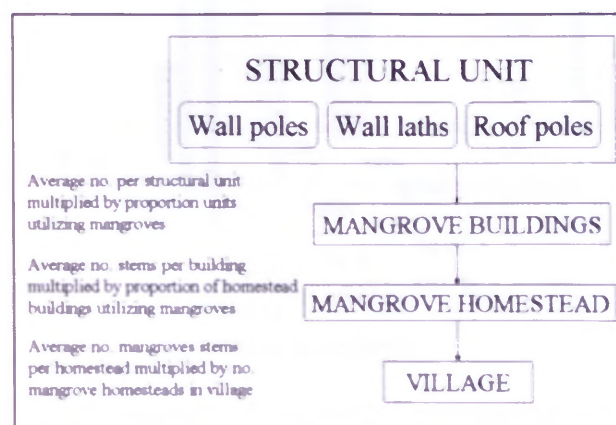 STRUCTURAL UNIT
Wall poles Wall laths Roof poles
Average no. per structural unit
multiplied by proportion units
utilizing mangroves
MANGROVE BUILDINGS
Average no. stems per building
multiplied by proportion of homestead
buildings utilizing mangroves
MANGROVE HOMESTEAD
Average no. mangroves stems
per homestead multiplied by no.
mangrove homesteads in village
VILLAGE